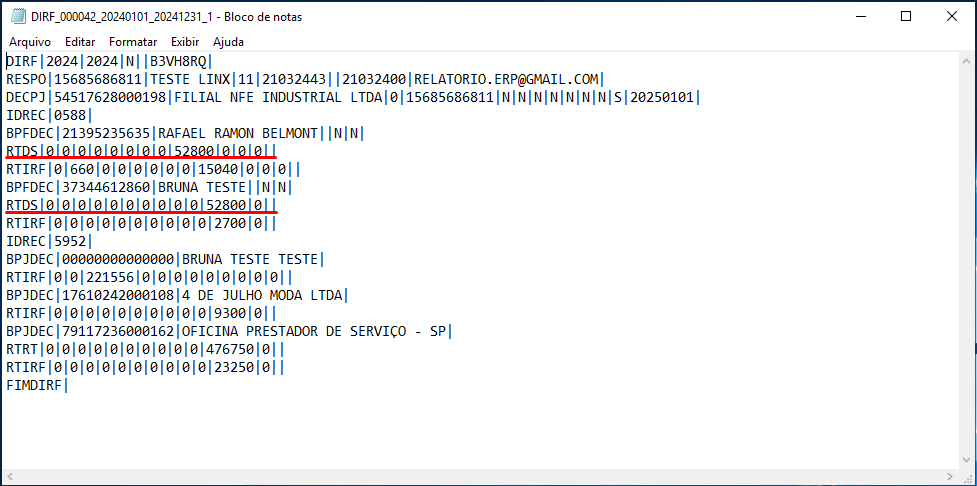 DIRF_000042_20240101_20241231_1 - Bloco de notas
Arquivo Editar Formatar Exibir Ajuda
DIRF|2024|2024|N||B3VH8RQ|
RESPO|15685686811|TESTE LINX|11|21032443||21032400|RELATORIO.ERP@GMAIL.COM|
DECPJ|54517628000198|FILIAL NFE INDUSTRIAL LTDA|0|15685686811|N|N|N|N|N|N|N|S|20250101|
IDREC|0588|
BPFDEC|21395235635|RAFAEL RAMON BELMONT||N|N|
RTDS|0|0|0|0|0|0|0|0|52800|0|0|0||
RTIRF|0|660|0|0|0|0|0|0|15040|0|0|0||
BPFDEC|37344612860|BRUNA TESTE||N|N|
RTDS|0|0|0|0|0|0|0|0|0|0|52800|0||
RTIRF|0|0|0|0|0|0|0|0|0|0|2700|0||
IDREC|5952|
BPJDEC|00000000000000|BRUNA TESTE TESTE|
RTIRF|0|0|221556|0|0|0|0|0|0|0|0|0||
BPJDEC|17610242000108|4 DE JULHO MODA LTDA|
RTIRF|0|0|0|0|0|0|0|0|0|0|9300|0||
BPJDEC|79117236000162|OFICINA PRESTADOR DE SERVIÇO - SP|
RTRT|0|0|0|0|0|0|0|0|0|0|476750|0||
RTIRF|0|0|0|0|0|0|0|0|0|0|23250|0||
FIMDIRF|